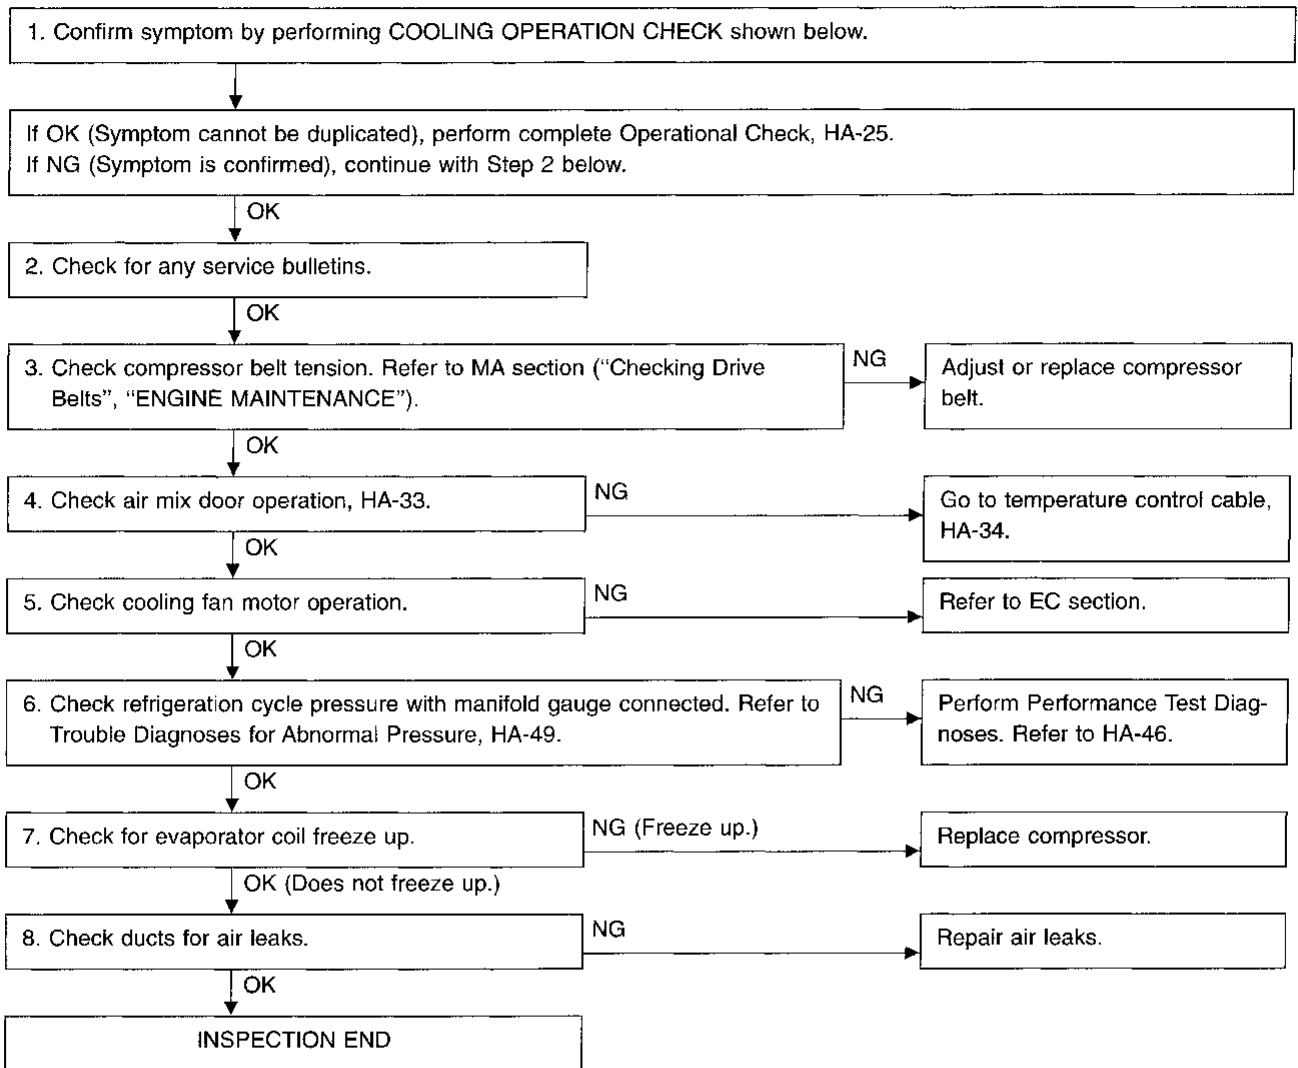 1. Confirm symptom by performing COOLING OPERATION CHECK shown below.
If OK (Symptom cannot be duplicated), perform complete Operational Check, HA-25.
If NG (Symptom is confirmed), continue with Step 2 below.
OK
2. Check for any service bulletins.
OK
3. Check compressor belt tension. Refer to MA section ("Checking Drive
Belts", "ENGINE MAINTENANCE").
NG
Adjust or replace compressor
belt.
OK
4. Check air mix door operation, HA-33.
NG
Go to temperature control cable,
HA-34.
OK
5. Check cooling fan motor operation.
NG
Refer to EC section.
OK
6. Check refrigeration cycle pressure with manifold gauge connected. Refer to
Trouble Diagnoses for Abnormal Pressure, HA-49.
NG
Perform Performance Test Diag-
noses. Refer to HA-46.
OK
7. Check for evaporator coil freeze up.
NG (Freeze up.)
Replace compressor.
OK (Does not freeze up.)
8. Check ducts for air leaks.
NG
Repair air leaks.
OK
INSPECTION END